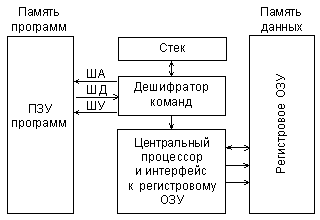 Память
программ
Память
данных
Стек
ША
ШД
ШУ
Дешифратор
команд
ПЗУ
программ
Центральный
процессор
и интерфейс
к регистровому
ОЗУ
Регистровое ОЗУ